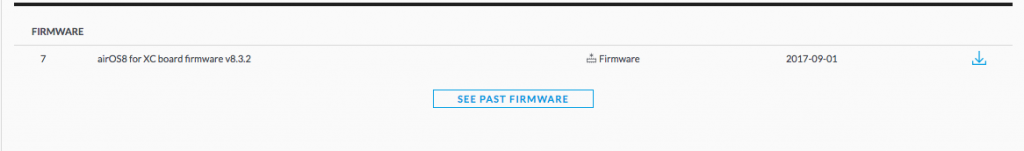 FIRMWARE
7 airOS8 for XC board firmware v8.3.2 Firmware 2017-09-01
SEE PAST FIRMWARE